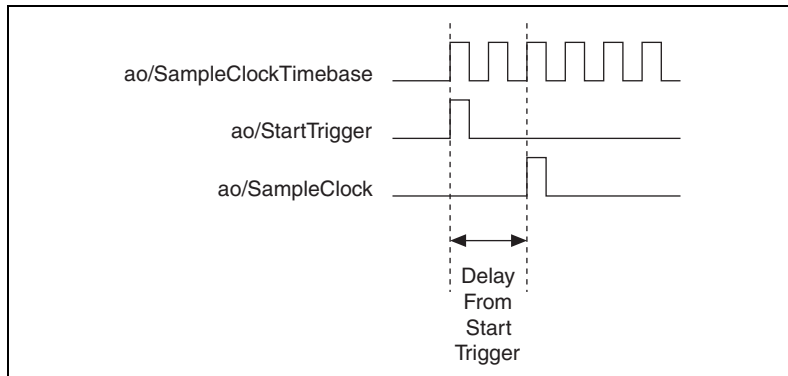 ao/SampleClockTimebase
ao/StartTrigger
ao/SampleClock
Delay
From
Start
Trigger